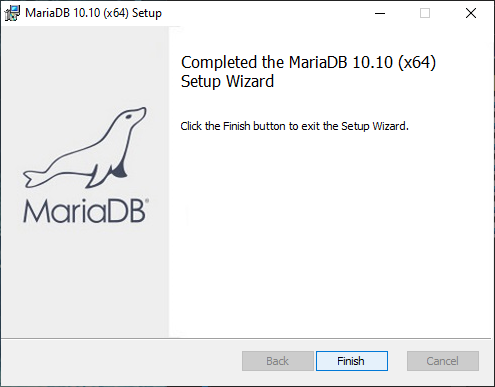 MariaDB 10.10 (x64) Setup
Completed the MariaDB 10.10 (x64)
Setup Wizard
Click the Finish button to exit the Setup Wizard.
MariaDB®
Back
Finish
Cancel